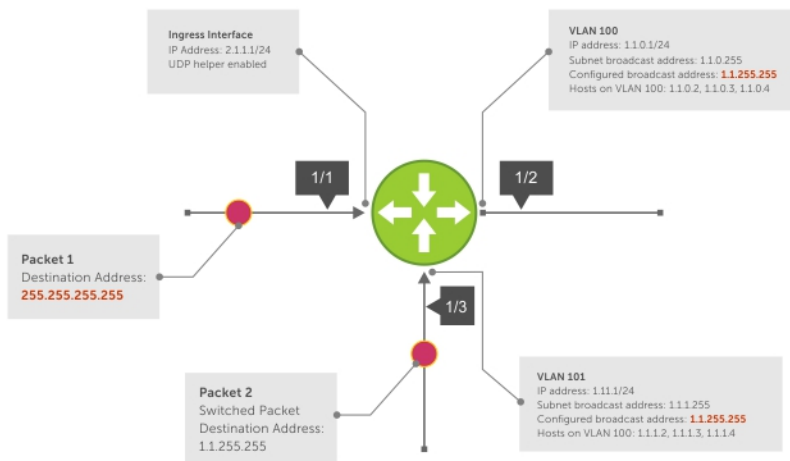 Ingress Interface
IP Address: 2.1.1.1/24
UDP helper enabled
VLAN 100
IP address: 1.1.0.1/24
Subnet broadcast address: 1.1.0.255
Configured broadcast address: 1.1.255.255
Hosts on VLAN 100: 1.1.0.2, 1.1.0.3, 1.1.0.4
1/1
1/2
Packet 1
Destination Address:
255.255.255.255
1/3
Packet 2
Switched Packet
Destination Address:
1.1.255.255
VLAN 101
IP address: 1.11.1/24
Subnet broadcast address: 1.1.1.255
Configured broadcast address: 1.1.255.255
Hosts on VLAN 100: 1.1.1.2, 1.1.1.3, 1.1.1.4